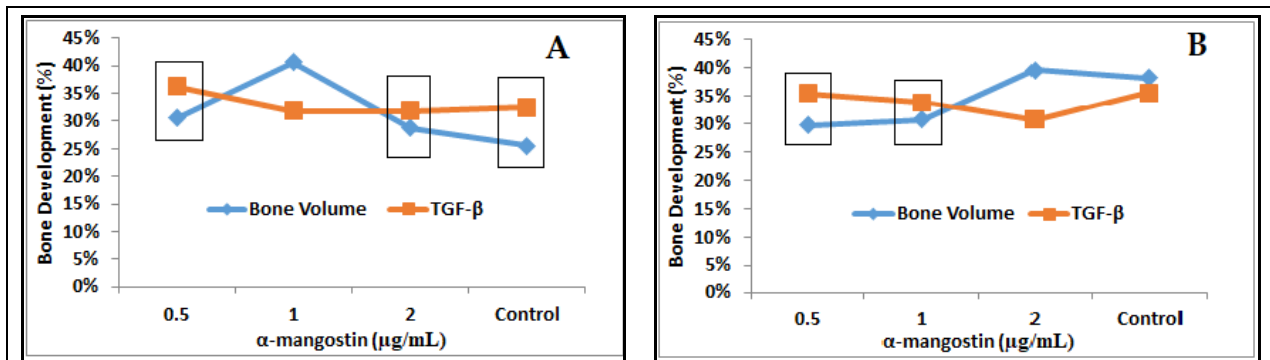 A
Bone Development (%)
45%
40%
35%
30%
25%
20%
15%
10%
5%
0%
Bone Volume TGF-β
0.5 1 2 Control
α-mangostin (µg/mL)
B
Bone Development (%)
45%
40%
35%
30%
25%
20%
15%
10%
5%
0%
Bone Volume TGF-β
0.5 1 2 Control
α-mangostin (µg/mL)